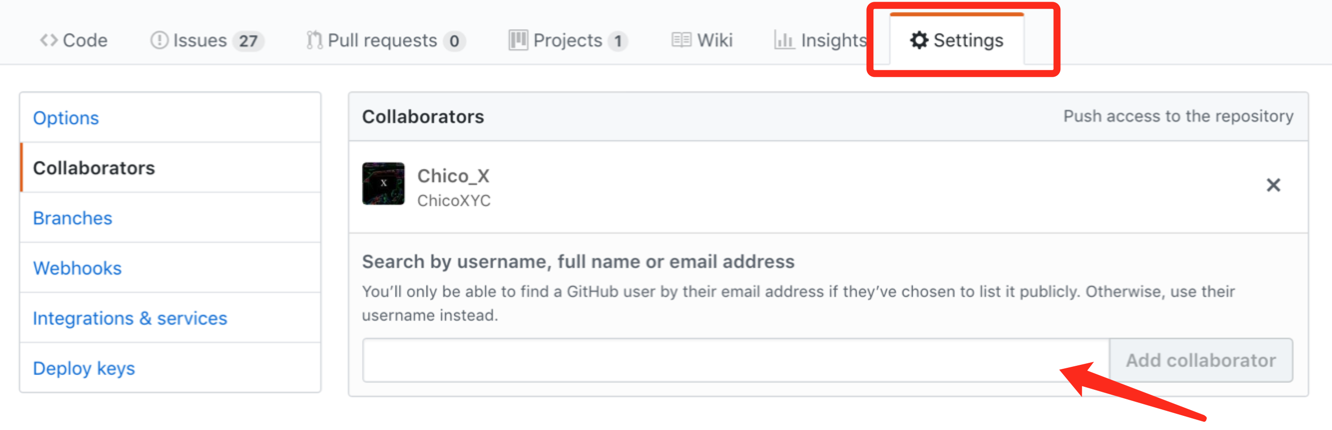 Code Issues 27 Pull requests 0 Projects 1 Wiki Insights Settings
Options
Collaborators
Branches
Webhooks
Integrations & services
Deploy keys
Collaborators Push access to the repository
X
Chico_X
ChicoXYC
Search by username, full name or email address
You’ll only be able to find a GitHub user by their email address if they’ve chosen to list it publicly. Otherwise, use their
username instead.
Add collaborator